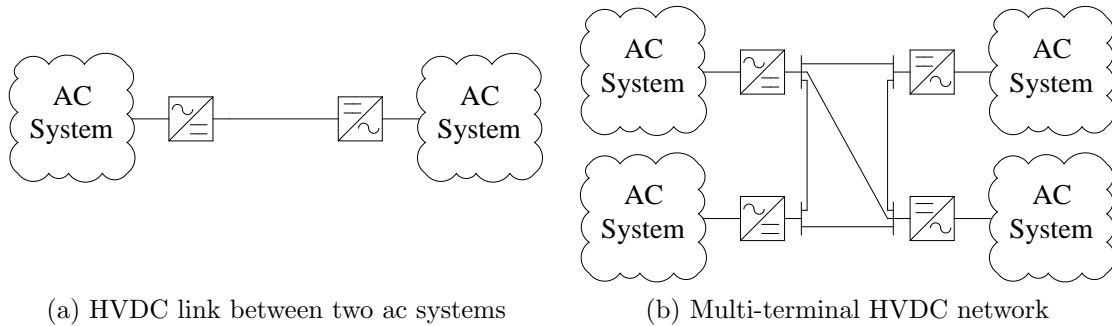 AC
System
AC
System
(a) HVDC link between two ac systems
AC
System
AC
System
AC
System
AC
System
(b) Multi-terminal HVDC network